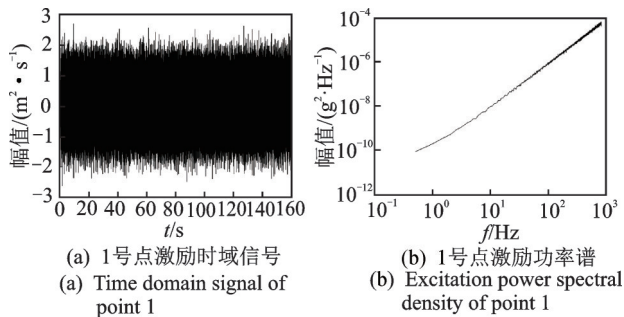 3
2
1
0
−1
−2
−3
幅值/(m²·s⁻¹)
0 20 40 60 80 100 120 140 160
t/s
(a) 1号点激励时域信号
(a) Time domain signal of
point 1
10⁻⁴
10⁻⁶
10⁻⁸
10⁻¹⁰
10⁻¹²
幅值/(g²·Hz⁻¹)
10⁻¹ 10⁰ 10¹ 10² 10³
f/Hz
(b) 1号点激励功率谱
(b) Excitation power spectral
density of point 1